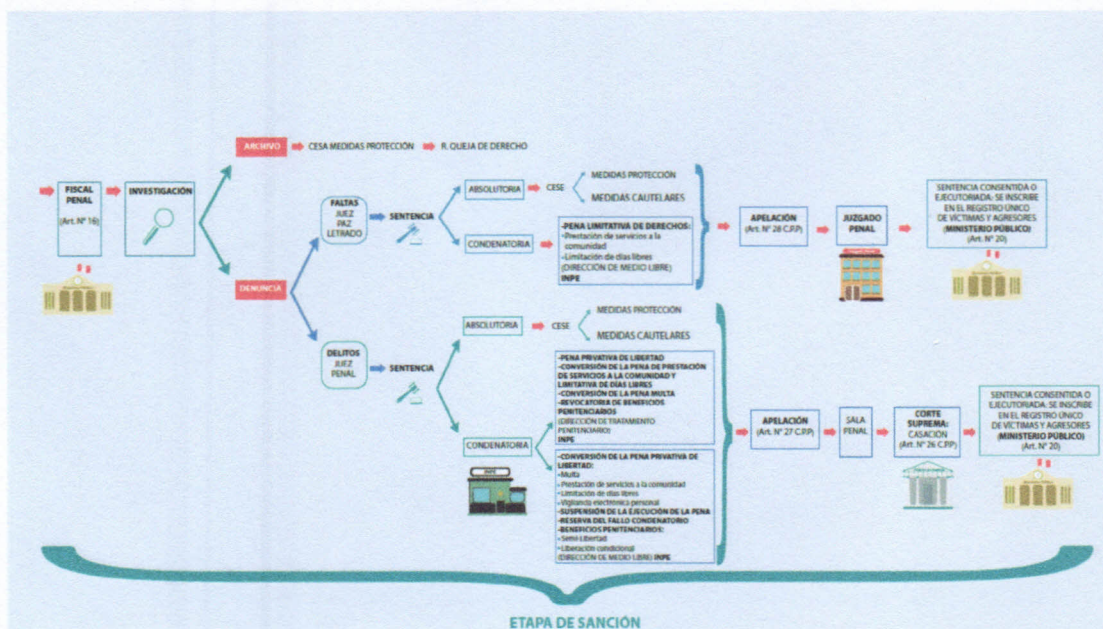 FISCAL
PENAL
(Art. N° 16)
INVESTIGACIÓN
ARCHIVO
CESA MEDIDAS PROTECCIÓN
R. QUEJA DE DERECHO
DENUNCIA
FALTAS
JUEZ
PAZ
LETRADO
SENTENCIA
ABSOLUTORIA
CESE
MEDIDAS PROTECCIÓN
MEDIDAS CAUTELARES
CONDENATORIA
-PENA LIMITATIVA DE DERECHOS:
• Prestación de servicios a la
comunidad
• Limitación de días libres
(DIRECCIÓN DE MEDIO LIBRE)
INPE
APELACIÓN
(Art. N° 28 C.P.P)
JUZGADO
PENAL
SENTENCIA CONSENTIDA O
EJECUTORIADA: SE INSCRIBE
EN EL REGISTRO ÚNICO
DE VÍCTIMAS Y AGRESORES
(MINISTERIO PÚBLICO)
(Art. N° 20)
DELITOS
JUEZ
PENAL
SENTENCIA
ABSOLUTORIA
CESE
MEDIDAS PROTECCIÓN
MEDIDAS CAUTELARES
CONDENATORIA
INPE
-PENA PRIVATIVA DE LIBERTAD
-CONVERSIÓN DE LA PENA DE PRESTACIÓN
DE SERVICIOS A LA COMUNIDAD Y
LIMITATIVA DE DÍAS LIBRES
-CONVERSIÓN DE LA PENA MULTA
-REVOCATORIA DE BENEFICIOS
PENITENCIARIOS
(DIRECCIÓN DE TRATAMIENTO
PENITENCIARIO)
INPE
-CONVERSIÓN DE LA PENA PRIVATIVA DE
LIBERTAD:
• Multa
• Prestación de servicios a la comunidad
• Limitación de días libres
• Vigilancia electrónica personal
-SUSPENSIÓN DE LA EJECUCIÓN DE LA PENA
-RESERVA DEL FALLO CONDENATORIO
-BENEFICIOS PENITENCIARIOS:
• Semi-Libertad
• Liberación condicional
(DIRECCIÓN DE MEDIO LIBRE) INPE
APELACIÓN
(Art. N° 27 C.P.P)
SALA
PENAL
CORTE
SUPREMA:
CASACIÓN
(Art. N° 26 C.P.P)
SENTENCIA CONSENTIDA O
EJECUTORIADA: SE INSCRIBE
EN EL REGISTRO ÚNICO
DE VÍCTIMAS Y AGRESORES
(MINISTERIO PÚBLICO)
(Art. N° 20)
ETAPA DE SANCIÓN